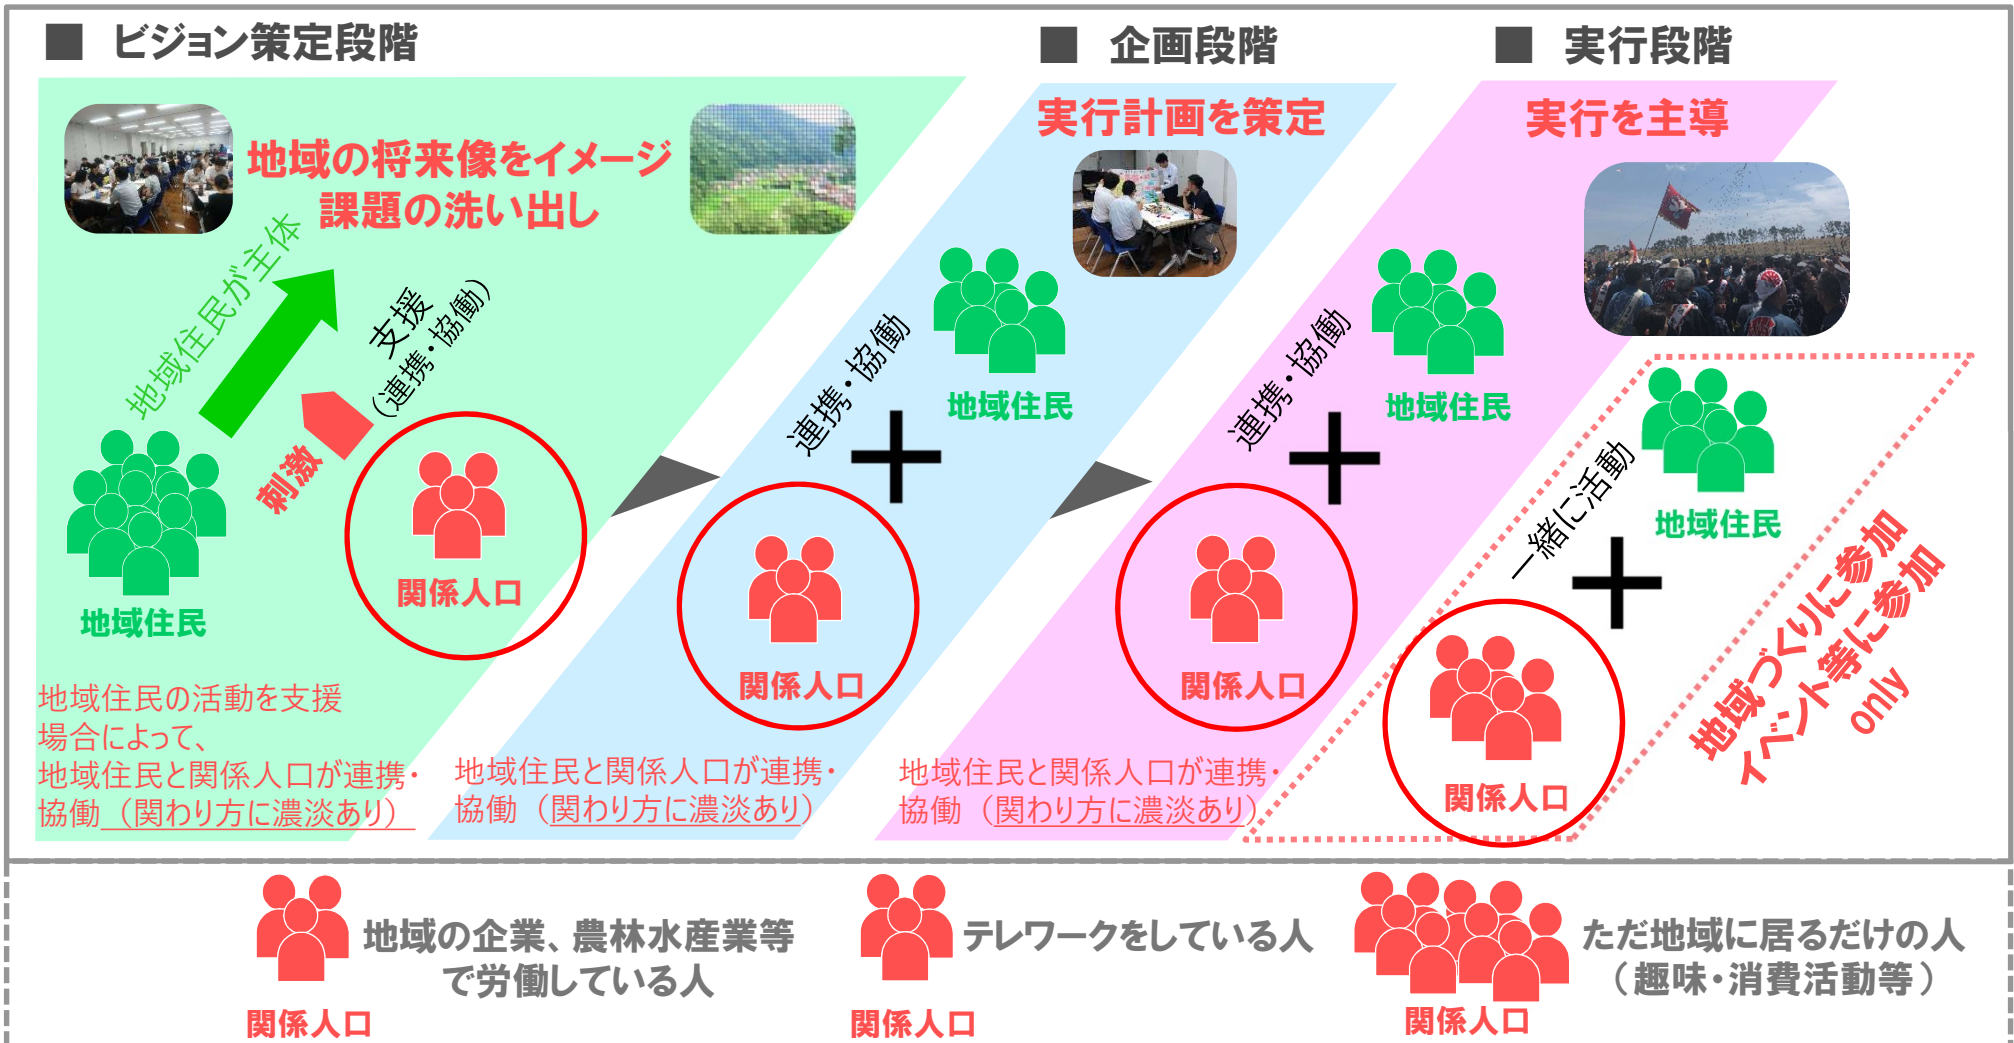 ■ ビジョン策定段階
地域の将来像をイメージ
課題の洗い出し
地域住民が主体
支援
（連携・協働）
刺激
地域住民
関係人口
地域住民の活動を支援
場合によって、
地域住民と関係人口が連携・
協働（関わり方に濃淡あり）
■ 企画段階
実行計画を策定
連携・協働
地域住民
関係人口
地域住民と関係人口が連携・
協働（関わり方に濃淡あり）
■ 実行段階
実行を主導
連携・協働
地域住民
関係人口
地域住民と関係人口が連携・
協働（関わり方に濃淡あり）
一緒に活動
地域住民
関係人口
地域づくりに参加
イベント等に参加
only
地域の企業、農林水産業等
で労働している人
関係人口
テレワークをしている人
関係人口
ただ地域に居るだけの人
（趣味・消費活動等）
関係人口